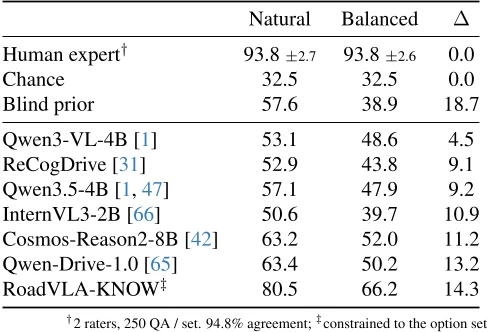 Natural Balanced Δ
Human expert† 93.8 ±2.7 93.8 ±2.6 0.0
Chance 32.5 32.5 0.0
Blind prior 57.6 38.9 18.7
Qwen3-VL-4B [1] 53.1 48.6 4.5
ReCogDrive [31] 52.9 43.8 9.1
Qwen3.5-4B [1, 47] 57.1 47.9 9.2
InternVL3-2B [66] 50.6 39.7 10.9
Cosmos-Reason2-8B [42] 63.2 52.0 11.2
Qwen-Drive-1.0 [65] 63.4 50.2 13.2
RoadVLA-KNOW‡ 80.5 66.2 14.3
†2 raters, 250 QA / set. 94.8% agreement; ‡constrained to the option set